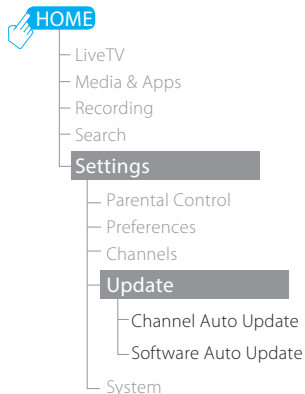 HOME
LiveTV
Media & Apps
Recording
Search
Settings
Parental Control
Preferences
Channels
Update
Channel Auto Update
Software Auto Update
System